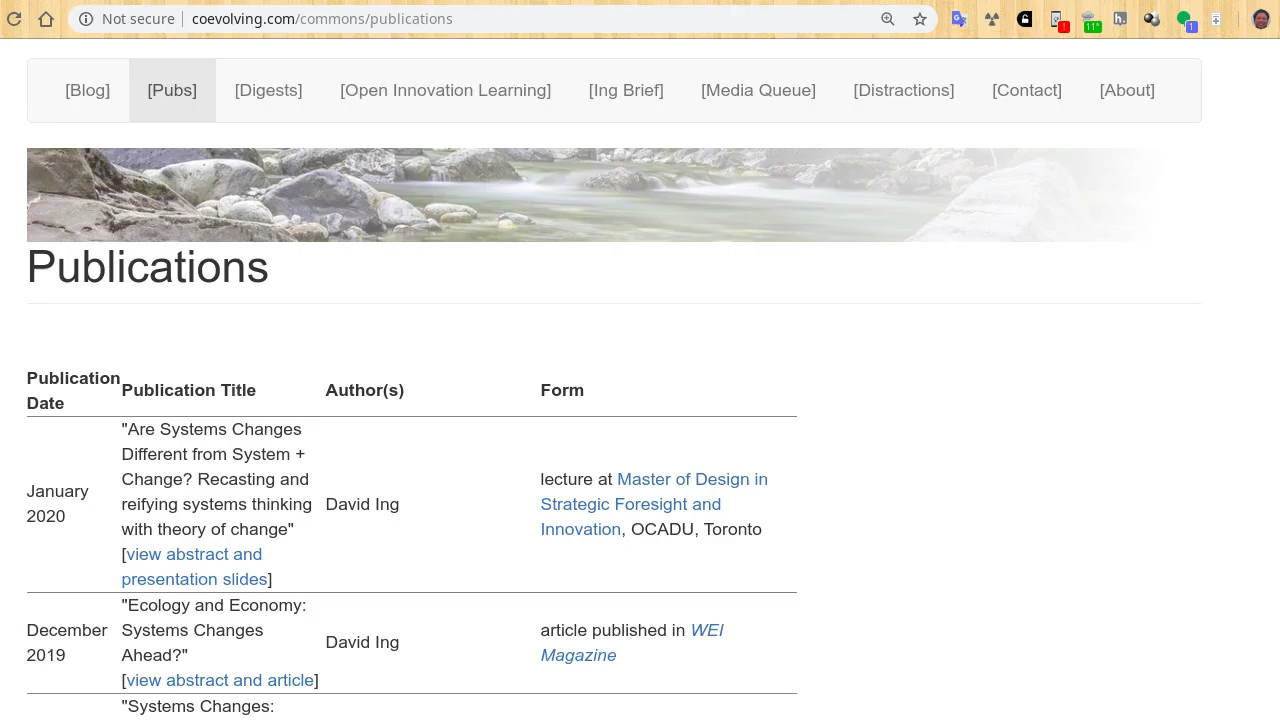 Not secure | coevolving.com/commons/publications
!
11°
h.
1
[Blog] [Pubs] [Digests] [Open Innovation Learning] [Ing Brief] [Media Queue] [Distractions] [Contact] [About]
Publications
Publication Date
Publication Title
Author(s)
Form
January
2020
"Are Systems Changes
Different from System +
Change? Recasting and
reifying systems thinking
with theory of change"
[view abstract and
presentation slides]
David Ing
lecture at Master of Design in
Strategic Foresight and
Innovation, OCADU, Toronto
December
2019
"Ecology and Economy:
Systems Changes
Ahead?"
[view abstract and article]
David Ing
article published in WEI
Magazine
"Systems Changes: